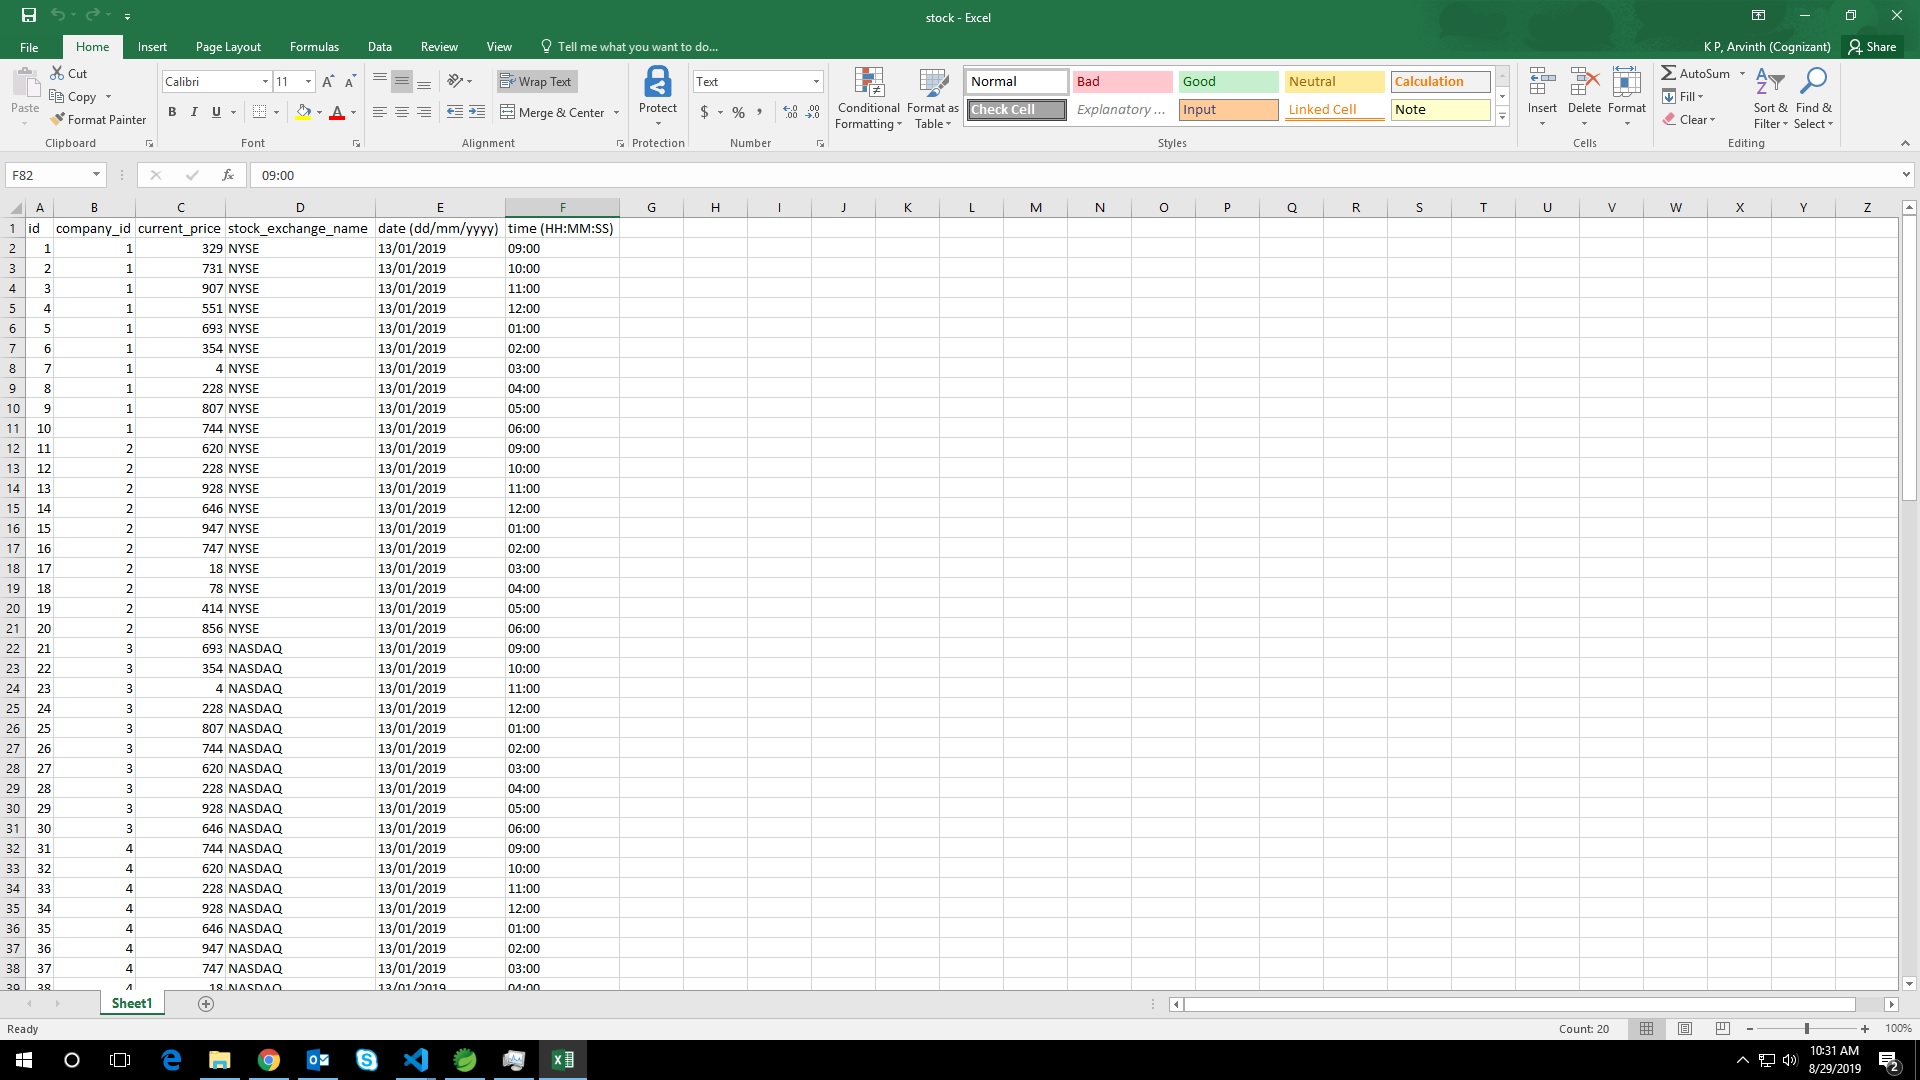 stock - Excel
File Home Insert Page Layout Formulas Data Review View Tell me what you want to do... K P, Arvinth (Cognizant) Share
Paste Cut Copy Format Painter Clipboard
Calibri 11 B I U Font
Wrap Text Merge & Center Alignment
Protect Protection
Text $ % , Number
Conditional Formatting Format as Table
Normal Bad Good Neutral Calculation
Check Cell Explanatory ... Input Linked Cell Note
Styles
Insert Delete Format Cells
AutoSum Fill Clear Sort & Filter Find & Select Editing
F82 fx 09:00
A B C D E F G H I J K L M N O P Q R S T U V W X Y Z
1 id company_id current_price stock_exchange_name date (dd/mm/yyyy) time (HH:MM:SS)
2 1 1 329 NYSE 13/01/2019 09:00
3 2 1 731 NYSE 13/01/2019 10:00
4 3 1 907 NYSE 13/01/2019 11:00
5 4 1 551 NYSE 13/01/2019 12:00
6 5 1 693 NYSE 13/01/2019 01:00
7 6 1 354 NYSE 13/01/2019 02:00
8 7 1 4 NYSE 13/01/2019 03:00
9 8 1 228 NYSE 13/01/2019 04:00
10 9 1 807 NYSE 13/01/2019 05:00
11 10 1 744 NYSE 13/01/2019 06:00
12 11 2 620 NYSE 13/01/2019 09:00
13 12 2 228 NYSE 13/01/2019 10:00
14 13 2 928 NYSE 13/01/2019 11:00
15 14 2 646 NYSE 13/01/2019 12:00
16 15 2 947 NYSE 13/01/2019 01:00
17 16 2 747 NYSE 13/01/2019 02:00
18 17 2 18 NYSE 13/01/2019 03:00
19 18 2 78 NYSE 13/01/2019 04:00
20 19 2 414 NYSE 13/01/2019 05:00
21 20 2 856 NYSE 13/01/2019 06:00
22 21 3 693 NASDAQ 13/01/2019 09:00
23 22 3 354 NASDAQ 13/01/2019 10:00
24 23 3 4 NASDAQ 13/01/2019 11:00
25 24 3 228 NASDAQ 13/01/2019 12:00
26 25 3 807 NASDAQ 13/01/2019 01:00
27 26 3 744 NASDAQ 13/01/2019 02:00
28 27 3 620 NASDAQ 13/01/2019 03:00
29 28 3 228 NASDAQ 13/01/2019 04:00
30 29 3 928 NASDAQ 13/01/2019 05:00
31 30 3 646 NASDAQ 13/01/2019 06:00
32 31 4 744 NASDAQ 13/01/2019 09:00
33 32 4 620 NASDAQ 13/01/2019 10:00
34 33 4 228 NASDAQ 13/01/2019 11:00
35 34 4 928 NASDAQ 13/01/2019 12:00
36 35 4 646 NASDAQ 13/01/2019 01:00
37 36 4 947 NASDAQ 13/01/2019 02:00
38 37 4 747 NASDAQ 13/01/2019 03:00
39 38 4 18 NASDAQ 13/01/2019 04:00
Sheet1
Ready Count: 20 100%
10:31 AM
8/29/2019 2